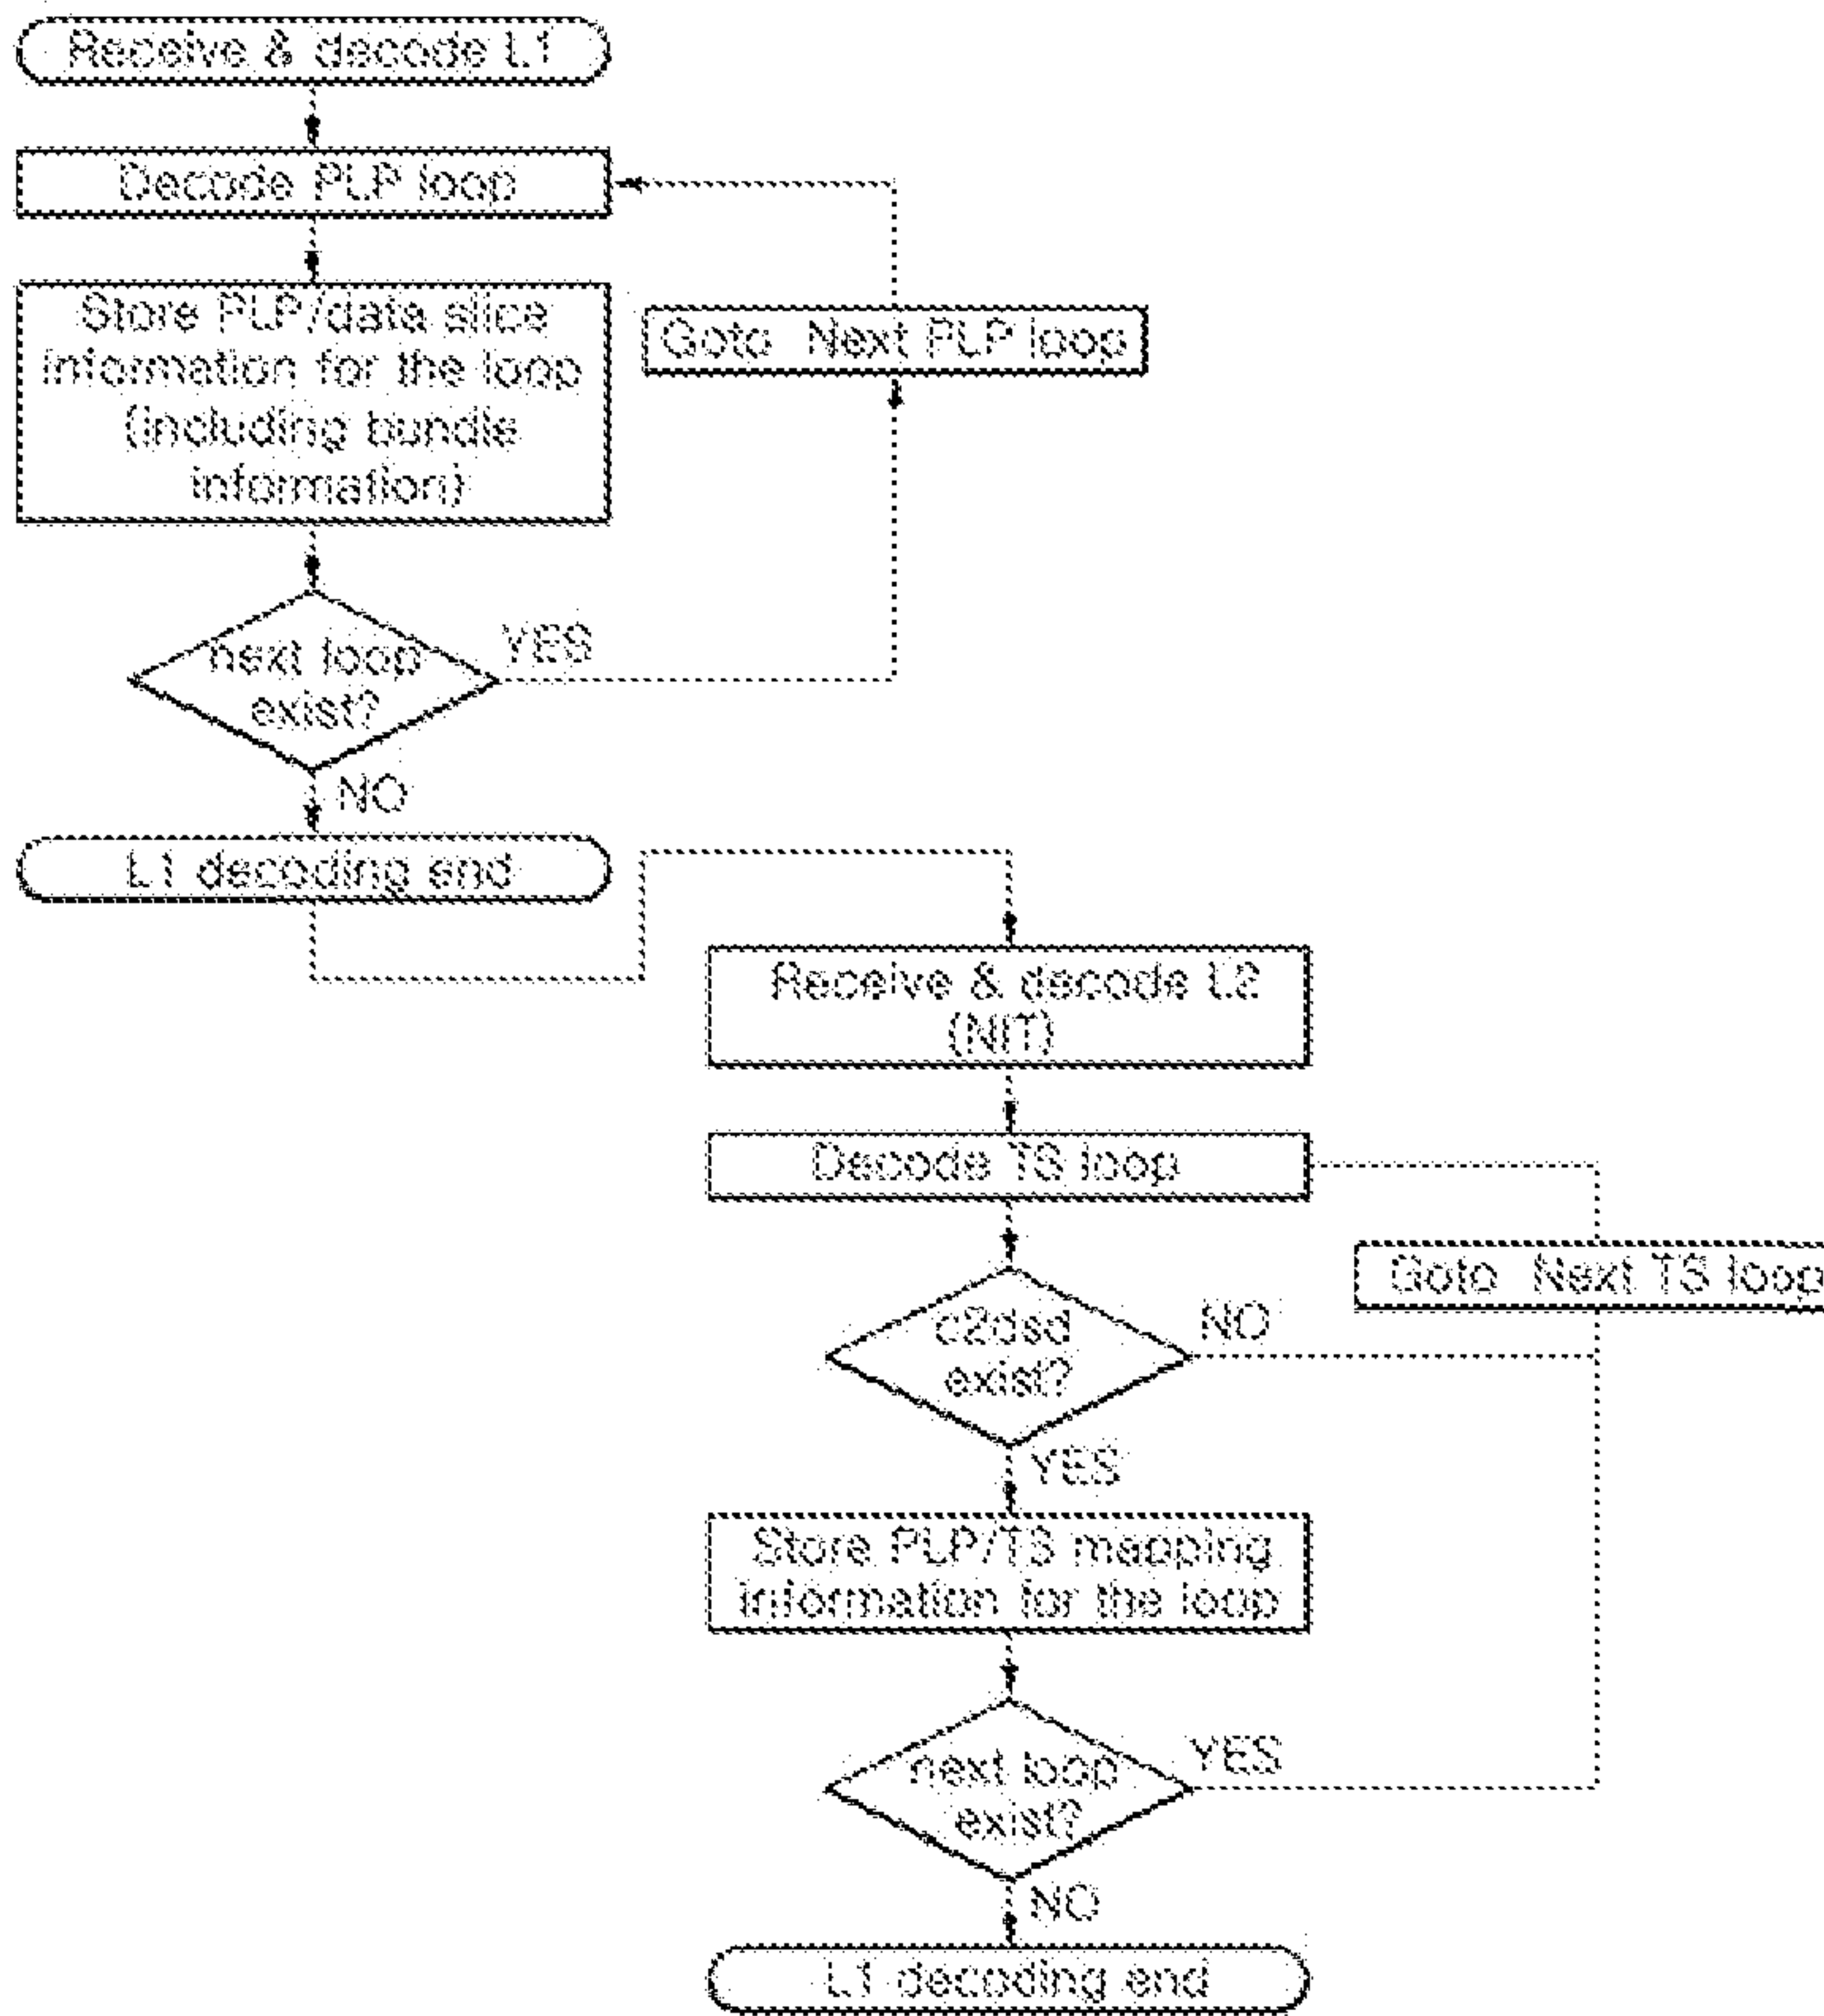 Receive & decode L1
Decode PLP loop
Store PLP/data slice
information for the loop
(including bundle
information)
Goto Next PLP loop
next loop
exist?
YES
NO
L1 decoding end
Receive & decode L2
(NIT)
Decode TS loop
Goto Next TS loop
c2dsd
exist?
NO
YES
Store PLP/TS mapping
information for the loop
next loop
exist?
YES
NO
L1 decoding end